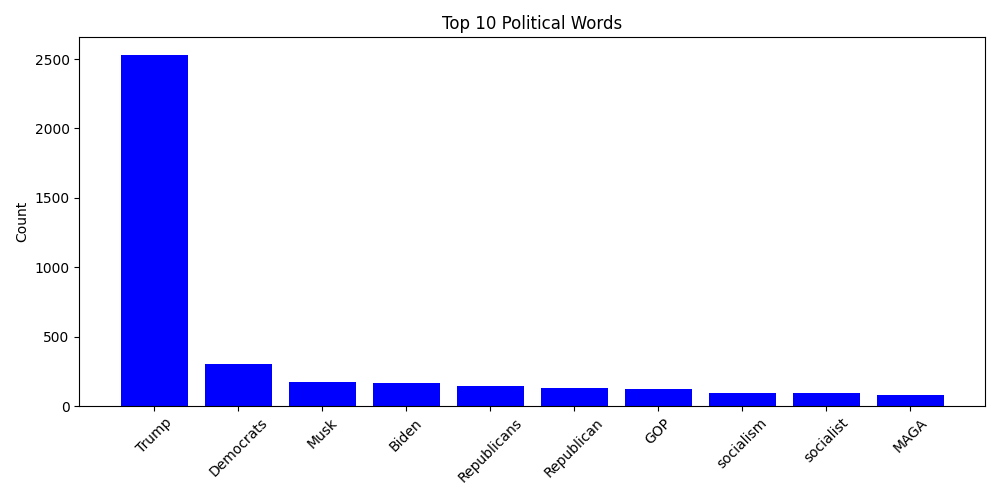 Top 10 Political Words
2500
2000
1500
1000
500
0
Count
Trump
Democrats
Musk
Biden
Republicans
Republican
GOP
socialism
socialist
MAGA